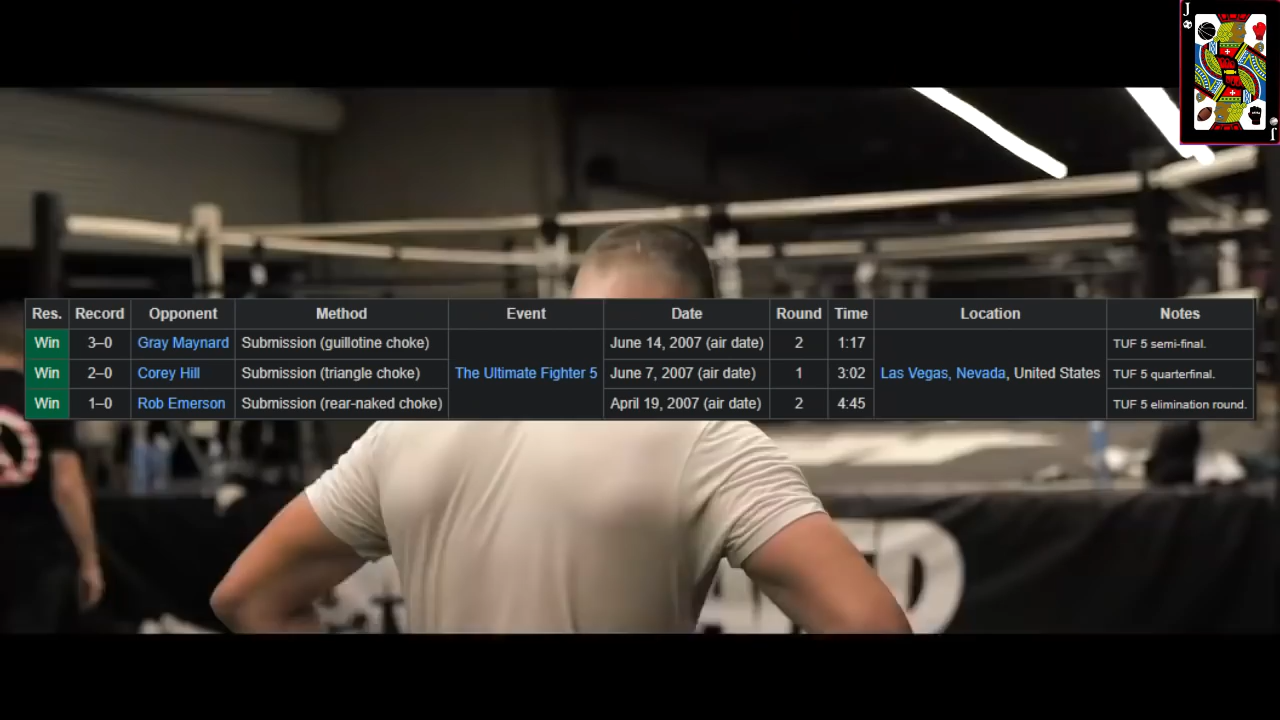 J
Res. Record Opponent Method Event Date Round Time Location Notes
Win 3–0 Gray Maynard Submission (guillotine choke) June 14, 2007 (air date) 2 1:17 TUF 5 semi-final.
Win 2–0 Corey Hill Submission (triangle choke) The Ultimate Fighter 5 June 7, 2007 (air date) 1 3:02 Las Vegas, Nevada, United States TUF 5 quarterfinal.
Win 1–0 Rob Emerson Submission (rear-naked choke) April 19, 2007 (air date) 2 4:45 TUF 5 elimination round.
J